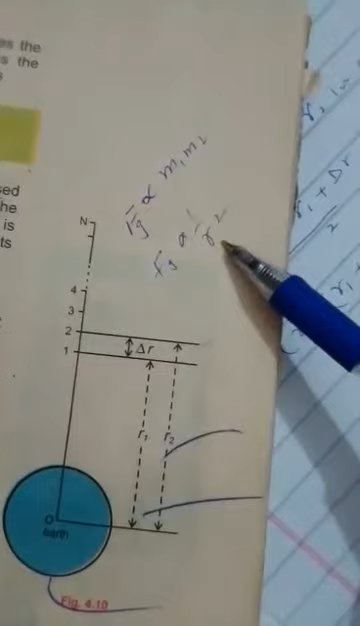 es the
s the
s
sed
he
is
ts
Fg ∝ m₁m₂
Fg ∝ 1/r²
N
4
3
2
1
Δr
r₁
r₂
O
earth
Fig. 4.10
r₁ + Δr
2